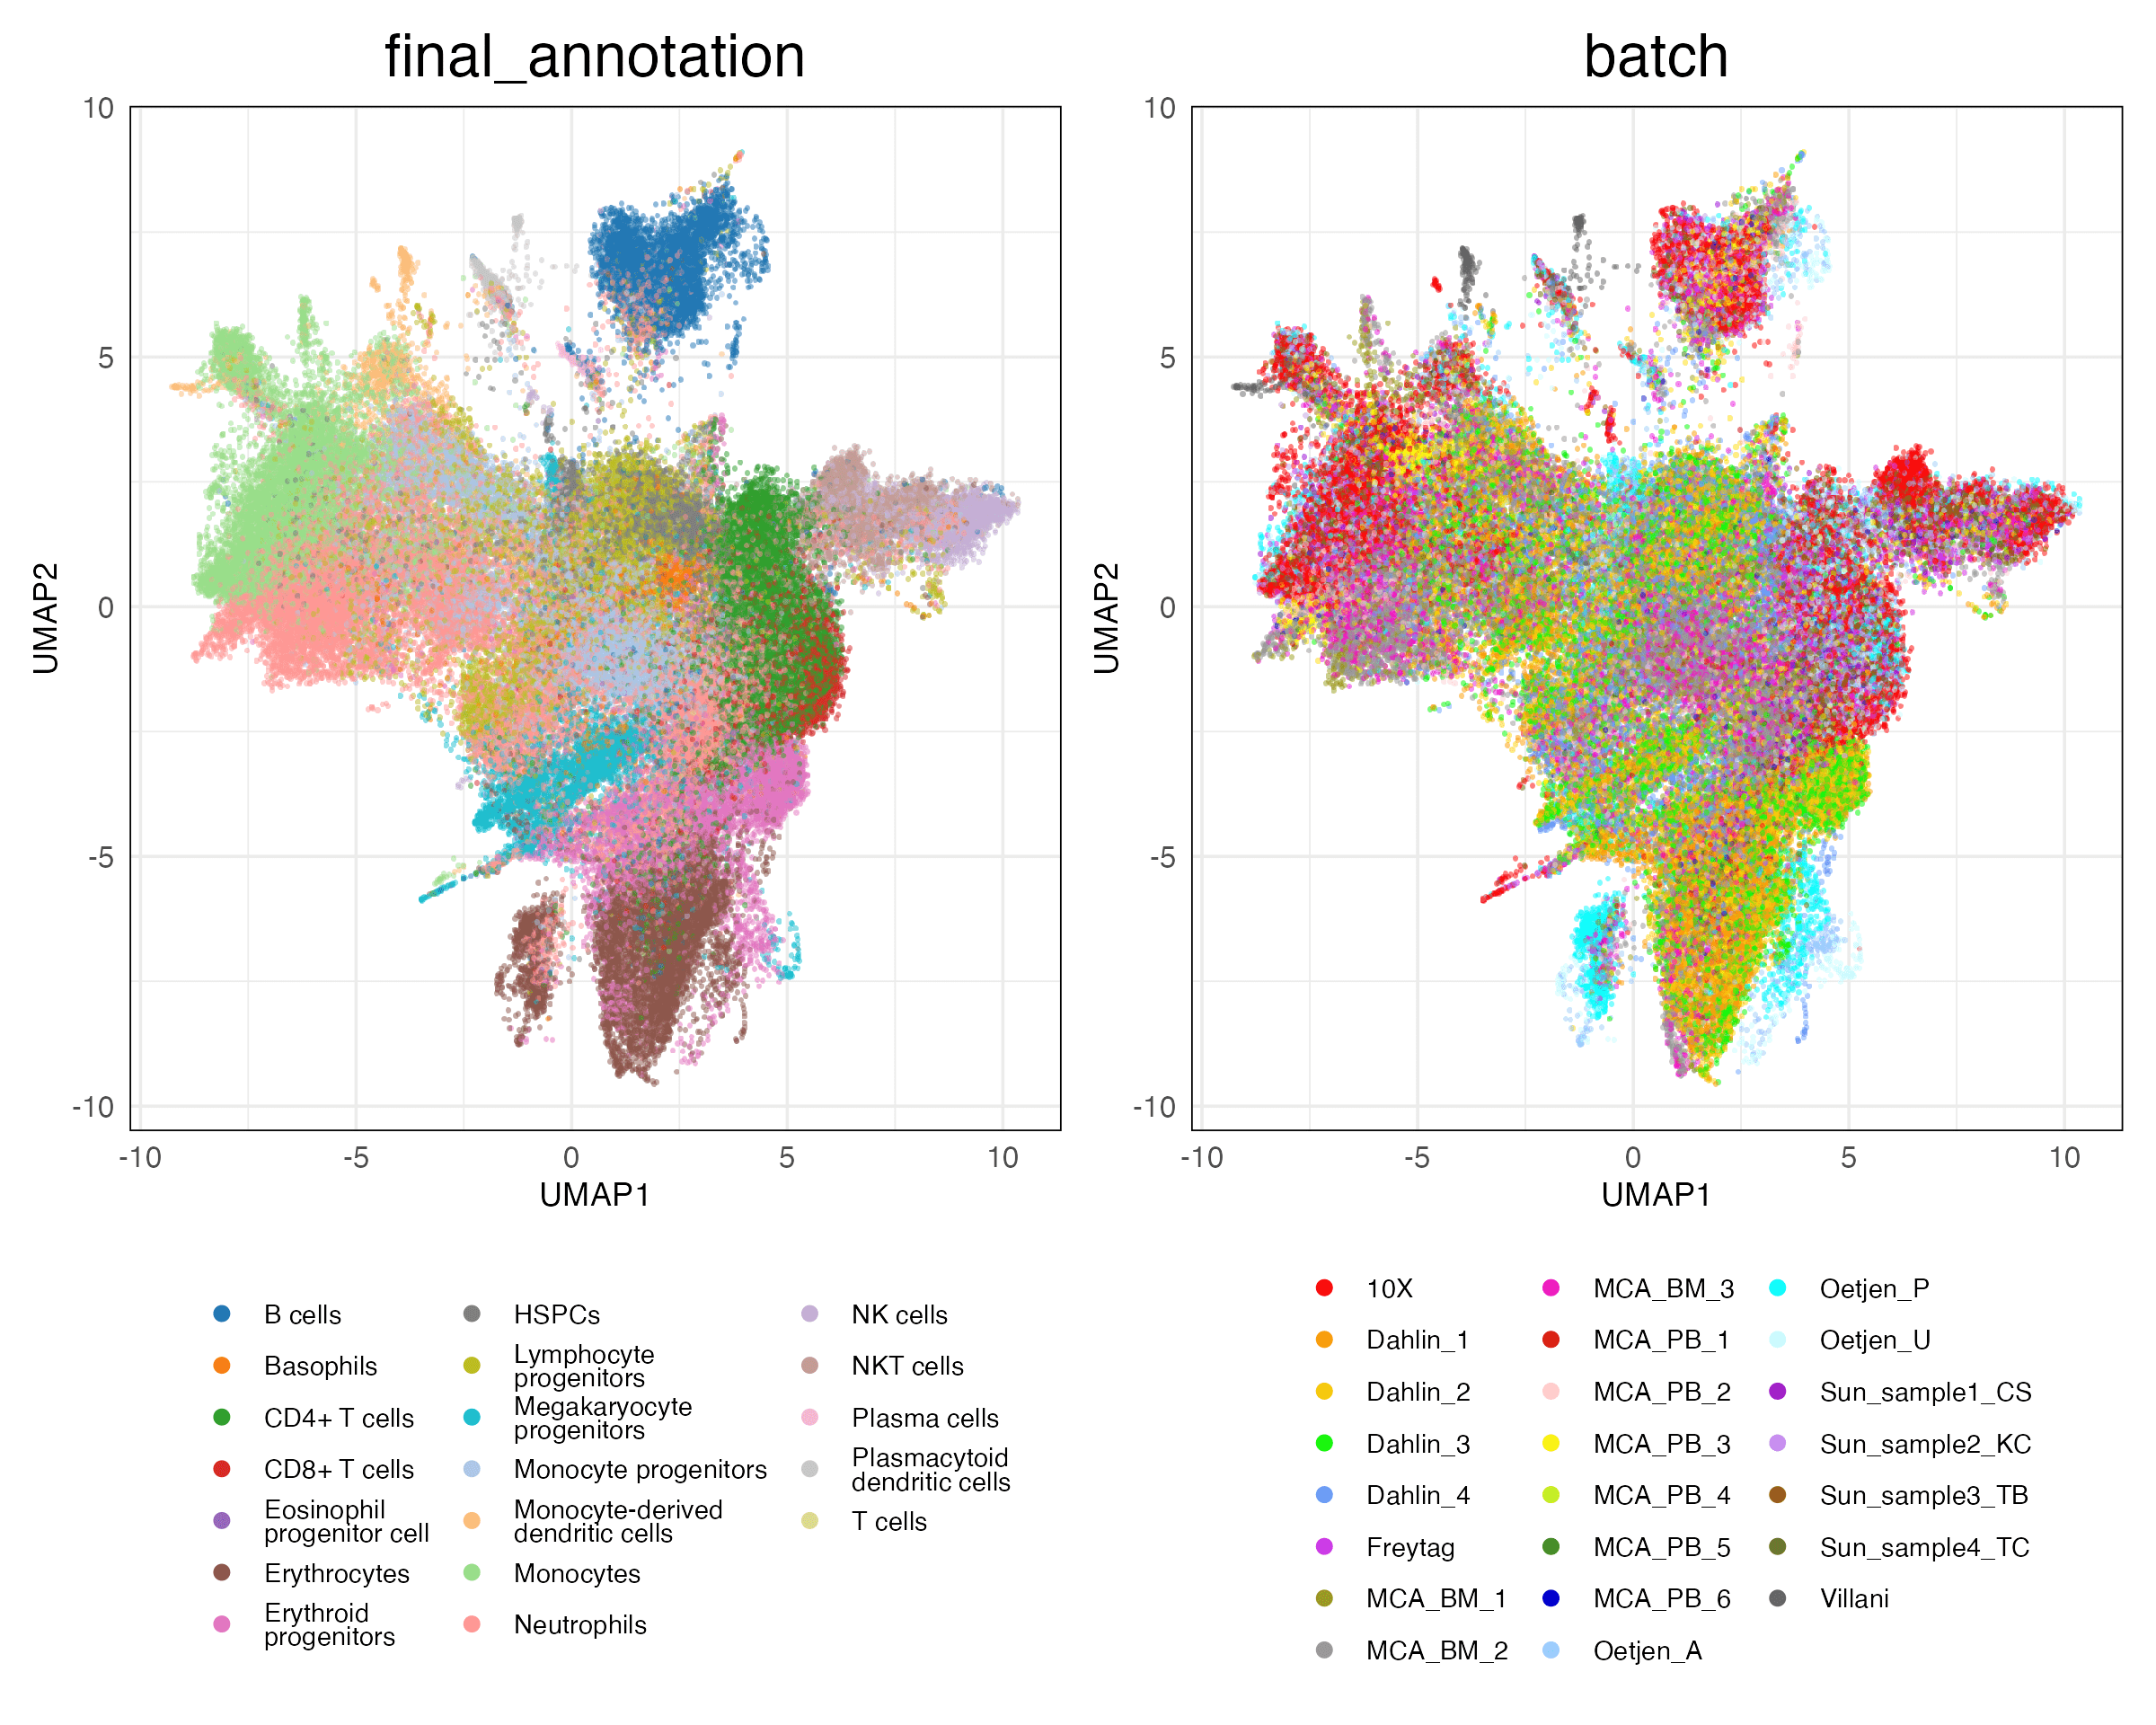 final_annotation
batch
10
5
0
-5
-10
UMAP2
-10
-5
0
5
10
UMAP1
10
5
0
-5
-10
UMAP2
-10
-5
0
5
10
UMAP1
B cells
Basophils
CD4+ T cells
CD8+ T cells
Eosinophil
progenitor cell
Erythrocytes
Erythroid
progenitors
HSPCs
Lymphocyte
progenitors
Megakaryocyte
progenitors
Monocyte progenitors
Monocyte-derived
dendritic cells
Monocytes
Neutrophils
NK cells
NKT cells
Plasma cells
Plasmacytoid
dendritic cells
T cells
10X
Dahlin_1
Dahlin_2
Dahlin_3
Dahlin_4
Freytag
MCA_BM_1
MCA_BM_2
MCA_BM_3
MCA_PB_1
MCA_PB_2
MCA_PB_3
MCA_PB_4
MCA_PB_5
MCA_PB_6
Oetjen_A
Oetjen_P
Oetjen_U
Sun_sample1_CS
Sun_sample2_KC
Sun_sample3_TB
Sun_sample4_TC
Villani